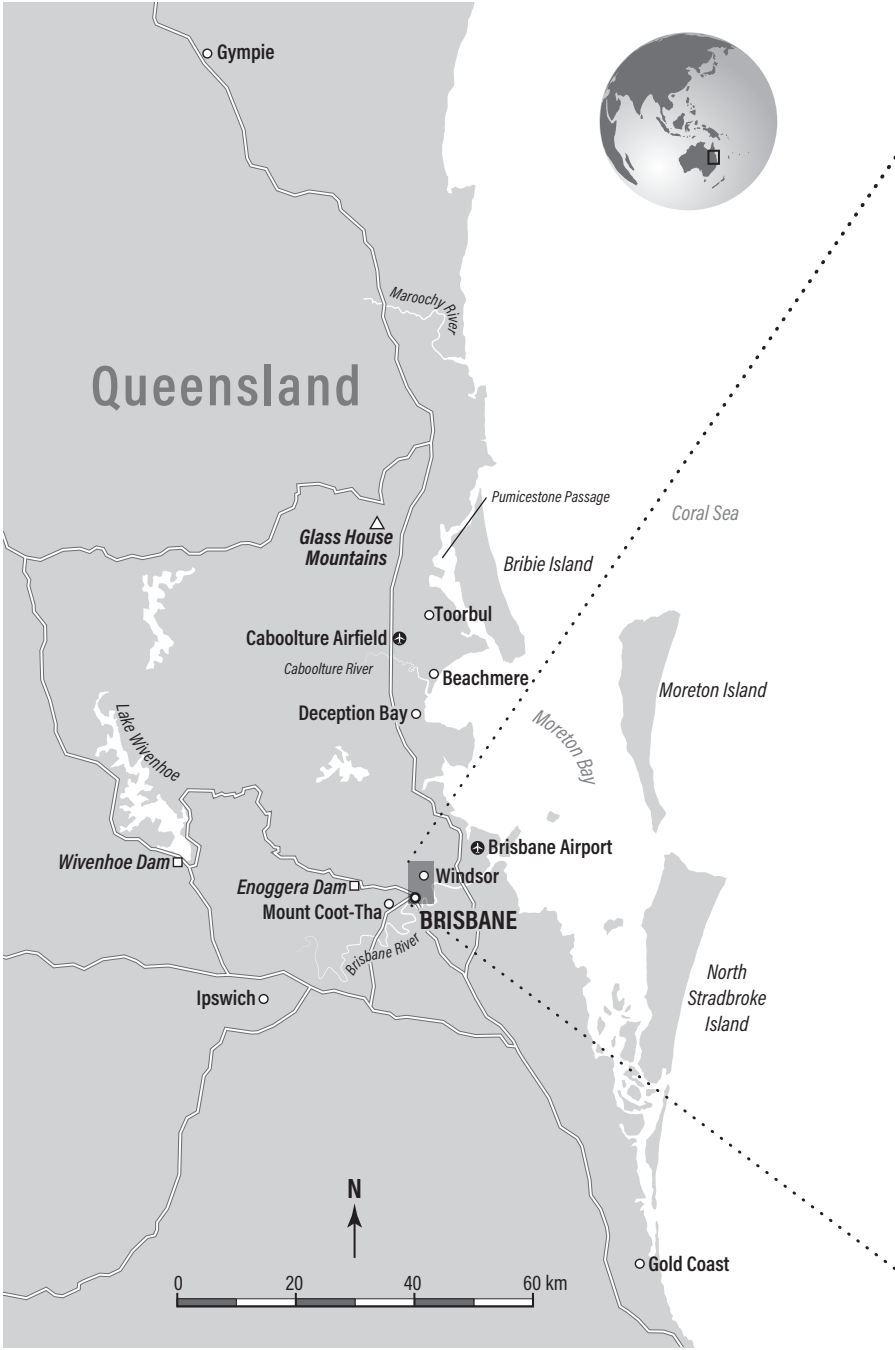 Gympie
Maroochy River
Queensland
Pumicestone Passage
Coral Sea
Glass House
Mountains
Bribie Island
Toorbul
Caboolture Airfield
Caboolture River
Beachmere
Moreton Island
Deception Bay
Lake Wivenhoe
Moreton Bay
Brisbane Airport
Wivenhoe Dam
Windsor
Enoggera Dam
Mount Coot-Tha
BRISBANE
Brisbane River
North
Stradbroke
Island
Ipswich
N
Gold Coast
0 20 40 60 km